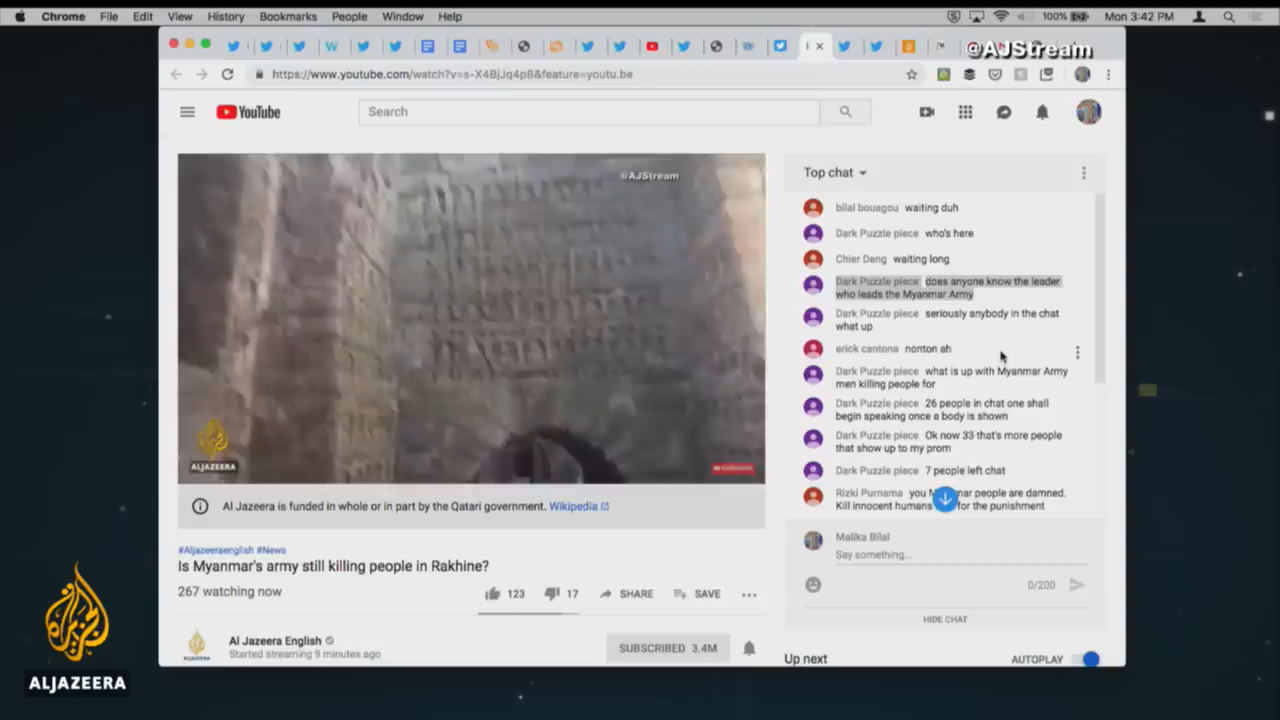 Chrome File Edit View History Bookmarks People Window Help 100% Mon 3:42 PM
@AJStream
https://www.youtube.com/watch?v=s-X4BjJq4p8&feature=youtu.be
YouTube
Search
@AJStream
ALJAZEERA
Al Jazeera is funded in whole or in part by the Qatari government. Wikipedia
#Aljazeeraenglish #News
Is Myanmar's army still killing people in Rakhine?
267 watching now
123 17 SHARE SAVE
Al Jazeera English
Started streaming 9 minutes ago
SUBSCRIBED 3.4M
Top chat
bilal bouagou waiting duh
Dark Puzzle piece who's here
Chier Deng waiting long
Dark Puzzle piece does anyone know the leader
who leads the Myanmar Army
Dark Puzzle piece seriously anybody in the chat
what up
erick cantona nonton ah
Dark Puzzle piece what is up with Myanmar Army
men killing people for
Dark Puzzle piece 26 people in chat one shall
begin speaking once a body is shown
Dark Puzzle piece Ok now 33 that's more people
that show up to my prom
Dark Puzzle piece 7 people left chat
Rizki Purnama you people are damned.
Kill innocent humans for the punishment
Malika Bilal
Say something...
0/200
HIDE CHAT
Up next AUTOPLAY
ALJAZEERA